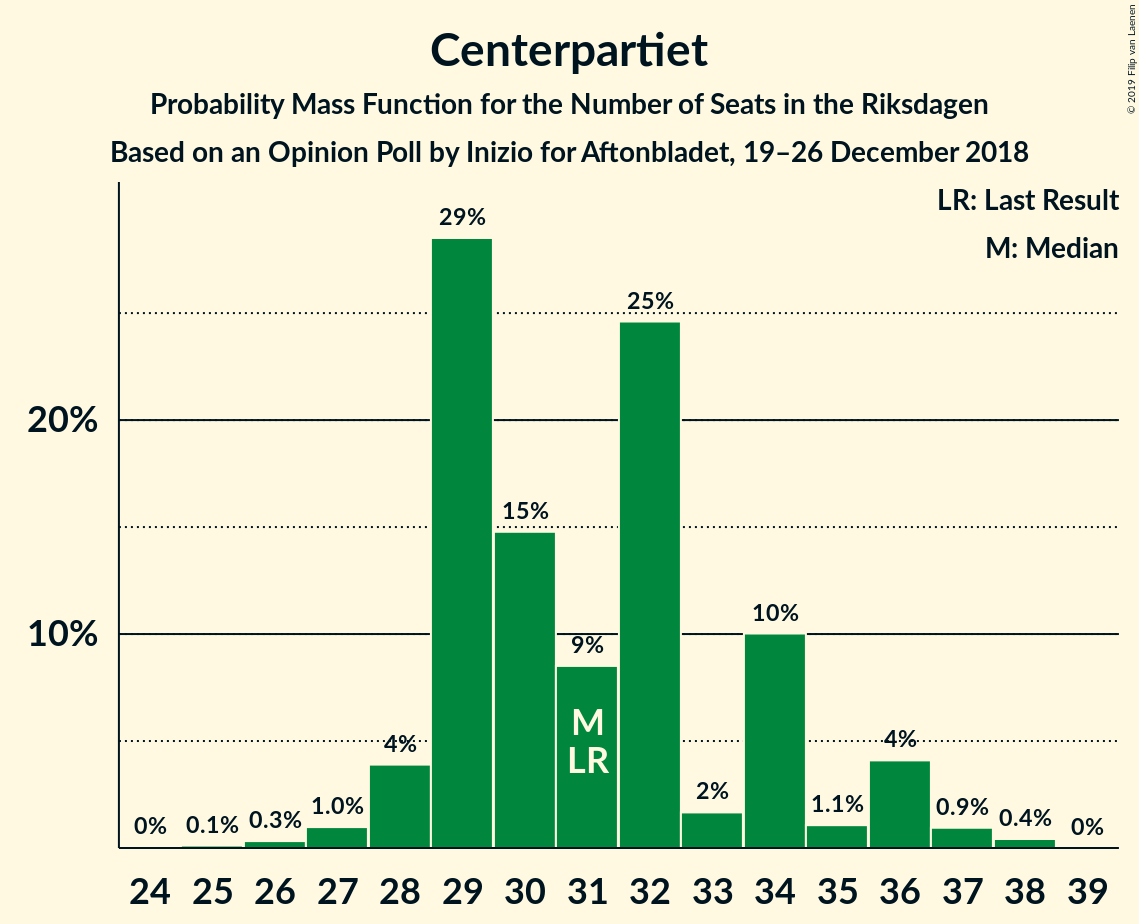 Centerpartiet
Probability Mass Function for the Number of Seats in the Riksdagen
Based on an Opinion Poll by Inizio for Aftonbladet, 19–26 December 2018
© 2019 Filip van Laenen
LR: Last Result
M: Median
20%
10%
0%
0.1%
0.3%
1.0%
4%
29%
15%
9%
25%
2%
10%
1.1%
4%
0.9%
0.4%
0%
M
LR
24 25 26 27 28 29 30 31 32 33 34 35 36 37 38 39